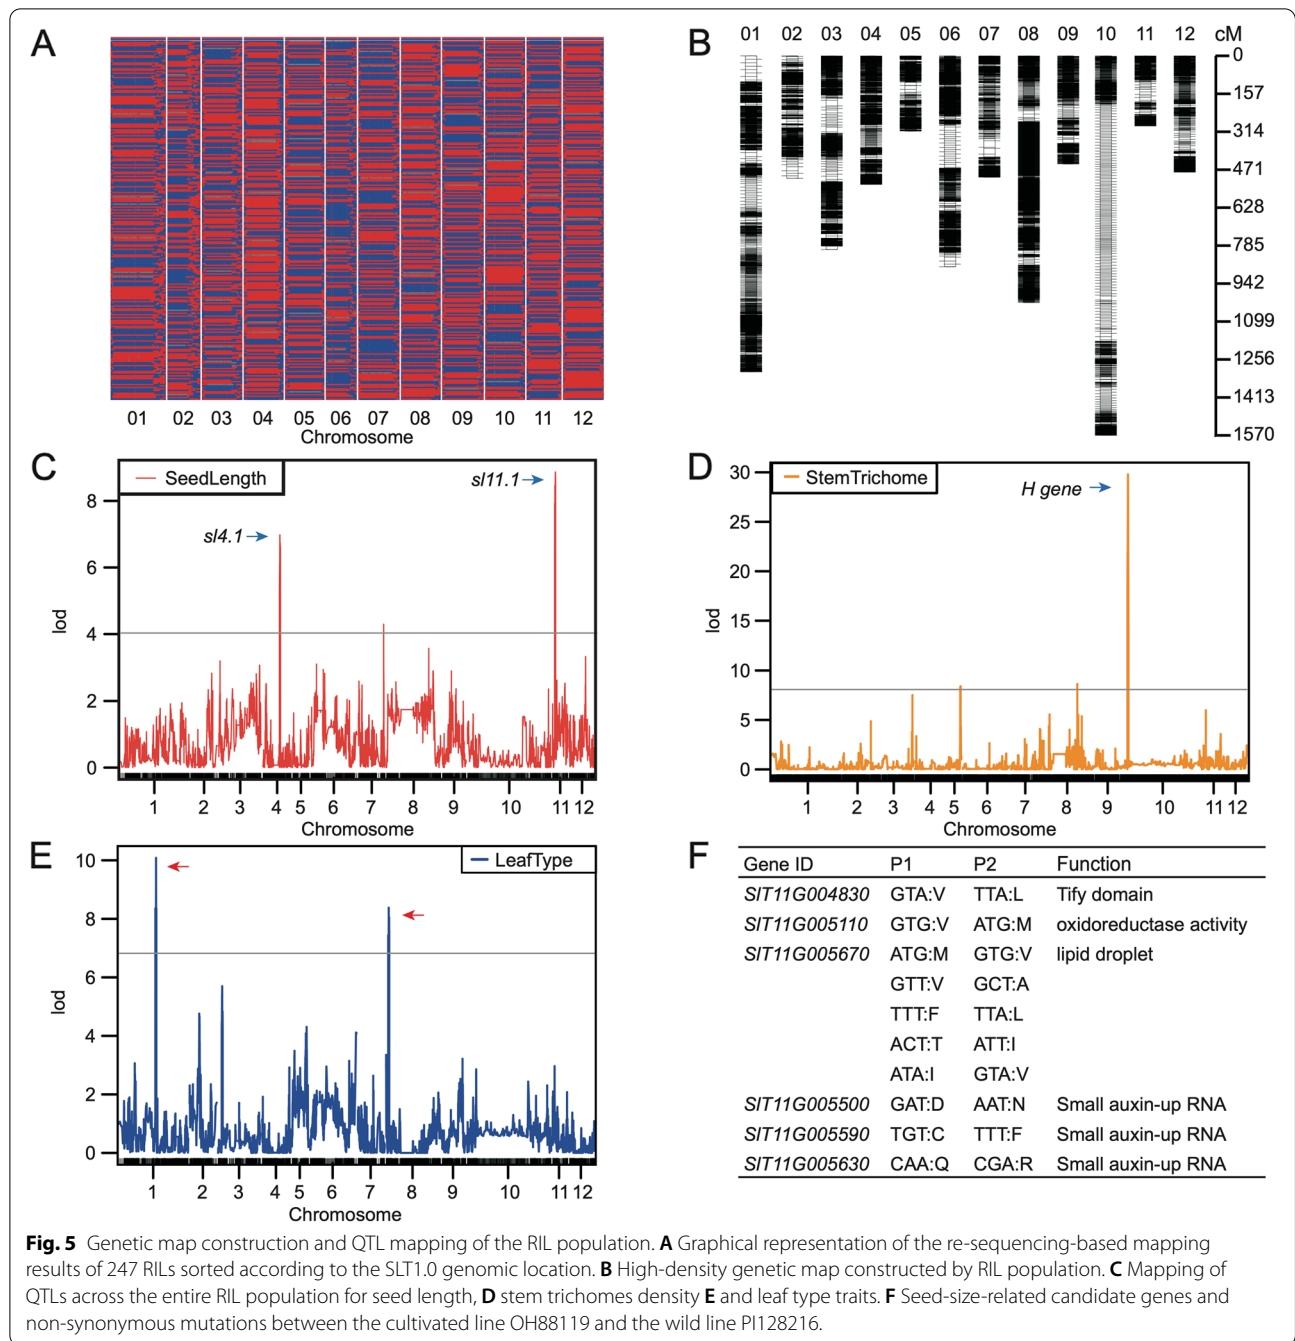 A
01 02 03 04 05 06 07 08 09 10 11 12
Chromosome
B
01 02 03 04 05 06 07 08 09 10 11 12 cM
0
157
314
471
628
785
942
1099
1256
1413
1570
C
SeedLength
sl11.1
sl4.1
lod
8
6
4
2
0
1 2 3 4 5 6 7 8 9 10 11 12
Chromosome
D
StemTrichome
H gene
lod
30
25
20
15
10
5
0
1 2 3 4 5 6 7 8 9 10 11 12
Chromosome
E
LeafType
lod
10
8
6
4
2
0
1 2 3 4 5 6 7 8 9 10 11 12
Chromosome
F
Gene ID P1 P2 Function
SlT11G004830 GTA:V TTA:L Tify domain
SlT11G005110 GTG:V ATG:M oxidoreductase activity
SlT11G005670 ATG:M GTG:V lipid droplet
GTT:V GCT:A
TTT:F TTA:L
ACT:T ATT:I
ATA:I GTA:V
SlT11G005500 GAT:D AAT:N Small auxin-up RNA
SlT11G005590 TGT:C TTT:F Small auxin-up RNA
SlT11G005630 CAA:Q CGA:R Small auxin-up RNA
Fig. 5 Genetic map construction and QTL mapping of the RIL population. A Graphical representation of the re-sequencing-based mapping
results of 247 RILs sorted according to the SLT1.0 genomic location. B High-density genetic map constructed by RIL population. C Mapping of
QTLs across the entire RIL population for seed length, D stem trichomes density E and leaf type traits. F Seed-size-related candidate genes and
non-synonymous mutations between the cultivated line OH88119 and the wild line PI128216.